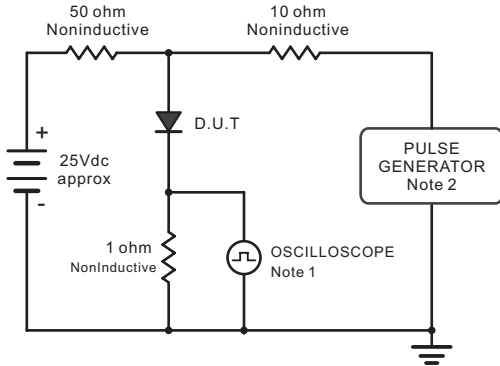 50 ohm
Noninductive
10 ohm
Noninductive
D.U.T
+
25Vdc
approx
-
PULSE
GENERATOR
Note 2
1 ohm
NonInductive
OSCILLOSCOPE
Note 1